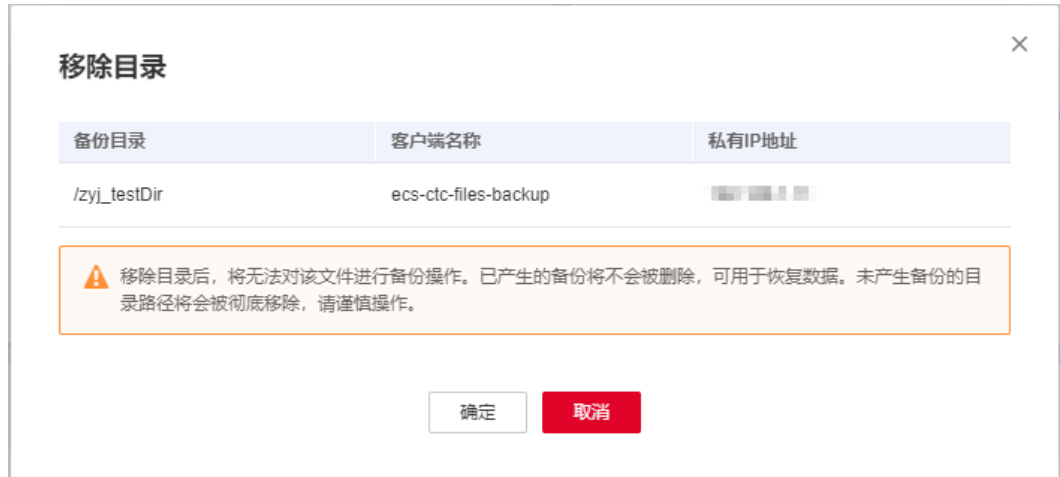 移除目录
备份目录 客户端名称 私有IP地址
/zyj_testDir ecs-ctc-files-backup
移除目录后，将无法对该文件进行备份操作。已产生的备份将不会被删除，可用于恢复数据。未产生备份的目
录路径将会被彻底移除，请谨慎操作。
确定 取消